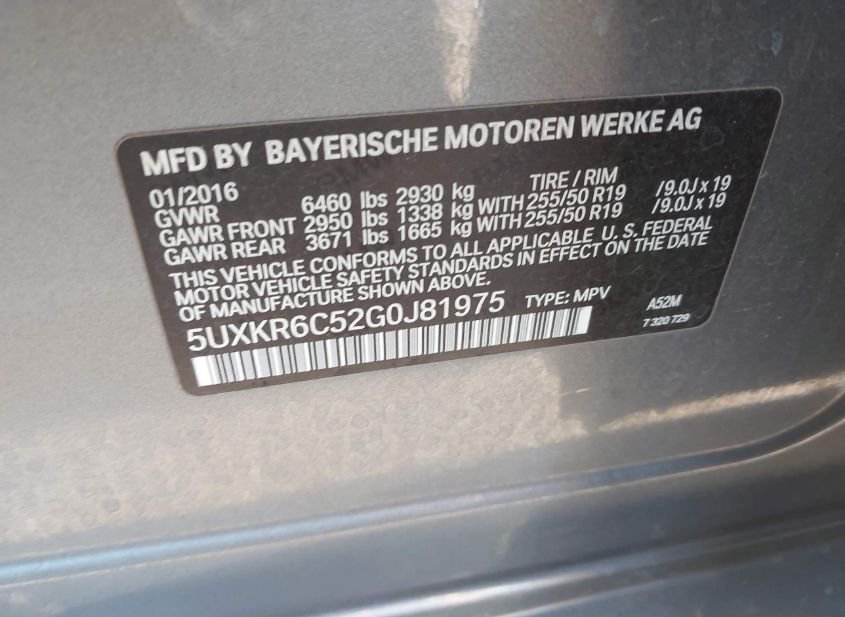 MFD BY BAYERISCHE MOTOREN WERKE AG
01/2016 TIRE / RIM
GVWR 6460 lbs 2930 kg
GAWR FRONT 2950 lbs 1338 kg WITH 255/50 R19 /9.0J x 19
GAWR REAR 3671 lbs 1665 kg WITH 255/50 R19 /9.0J x 19
THIS VEHICLE CONFORMS TO ALL APPLICABLE U.S. FEDERAL
MOTOR VEHICLE SAFETY STANDARDS IN EFFECT ON THE DATE
OF MANUFACTURE SHOWN ABOVE.
5UXKR6C52G0J81975 TYPE: MPV A52M
7 320 729